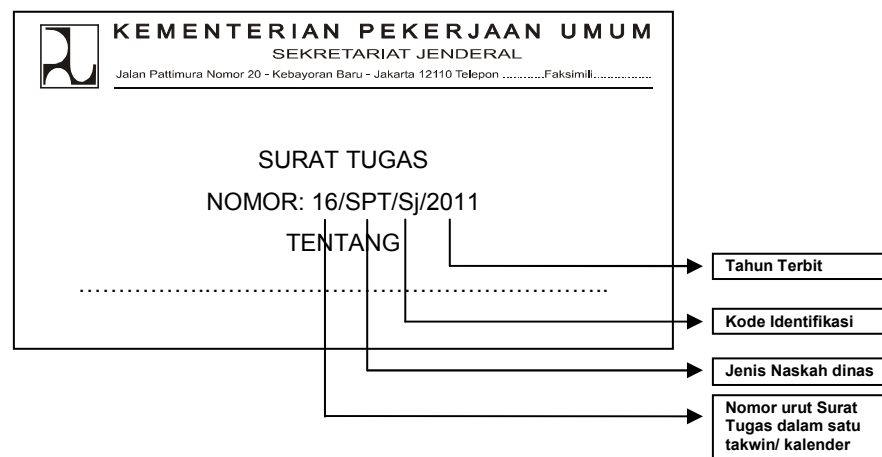 KEMENTERIAN PEKERJAAN UMUM
SEKRETARIAT JENDERAL
Jalan Pattimura Nomor 20 - Kebayoran Baru - Jakarta 12110 Telepon ............Faksimili..................
SURAT TUGAS
NOMOR: 16/SPT/Sj/2011
TENTANG
………………………………………………………………….
Tahun Terbit
Kode Identifikasi
Jenis Naskah dinas
Nomor urut Surat
Tugas dalam satu
takwin/ kalender